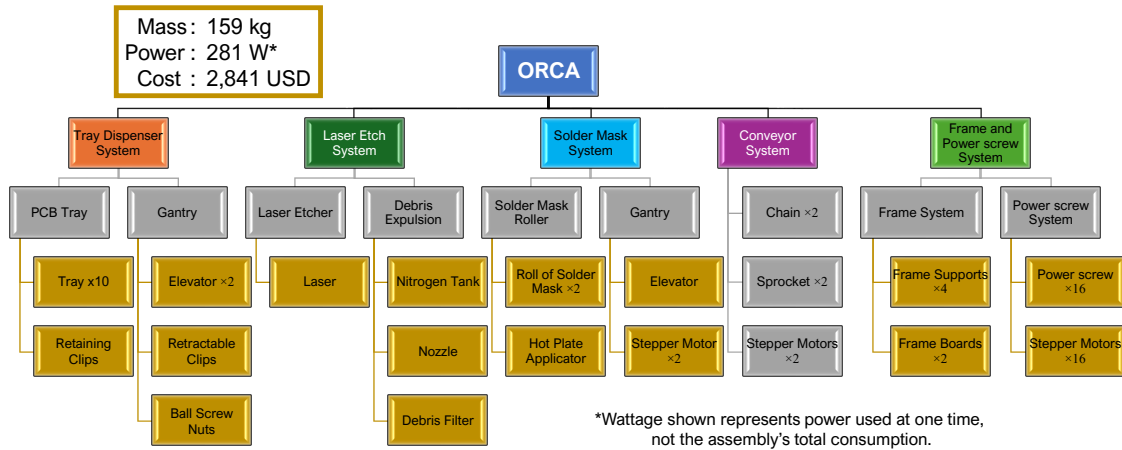 Mass : 159 kg
Power : 281 W*
Cost : 2,841 USD
ORCA
Tray Dispenser
System
Laser Etch
System
Solder Mask
System
Conveyor
System
Frame and
Power screw
System
PCB Tray
Gantry
Laser Etcher
Debris
Expulsion
Solder Mask
Roller
Gantry
Chain ×2
Frame System
Power screw
System
Tray x10
Elevator ×2
Laser
Nitrogen Tank
Roll of Solder
Mask ×2
Elevator
Sprocket ×2
Frame Supports
×4
Power screw
×16
Retaining
Clips
Retractable
Clips
Nozzle
Hot Plate
Applicator
Stepper Motor
×2
Stepper Motors
×2
Frame Boards
×2
Stepper Motors
×16
Ball Screw
Nuts
Debris Filter
*Wattage shown represents power used at one time,
not the assembly's total consumption.